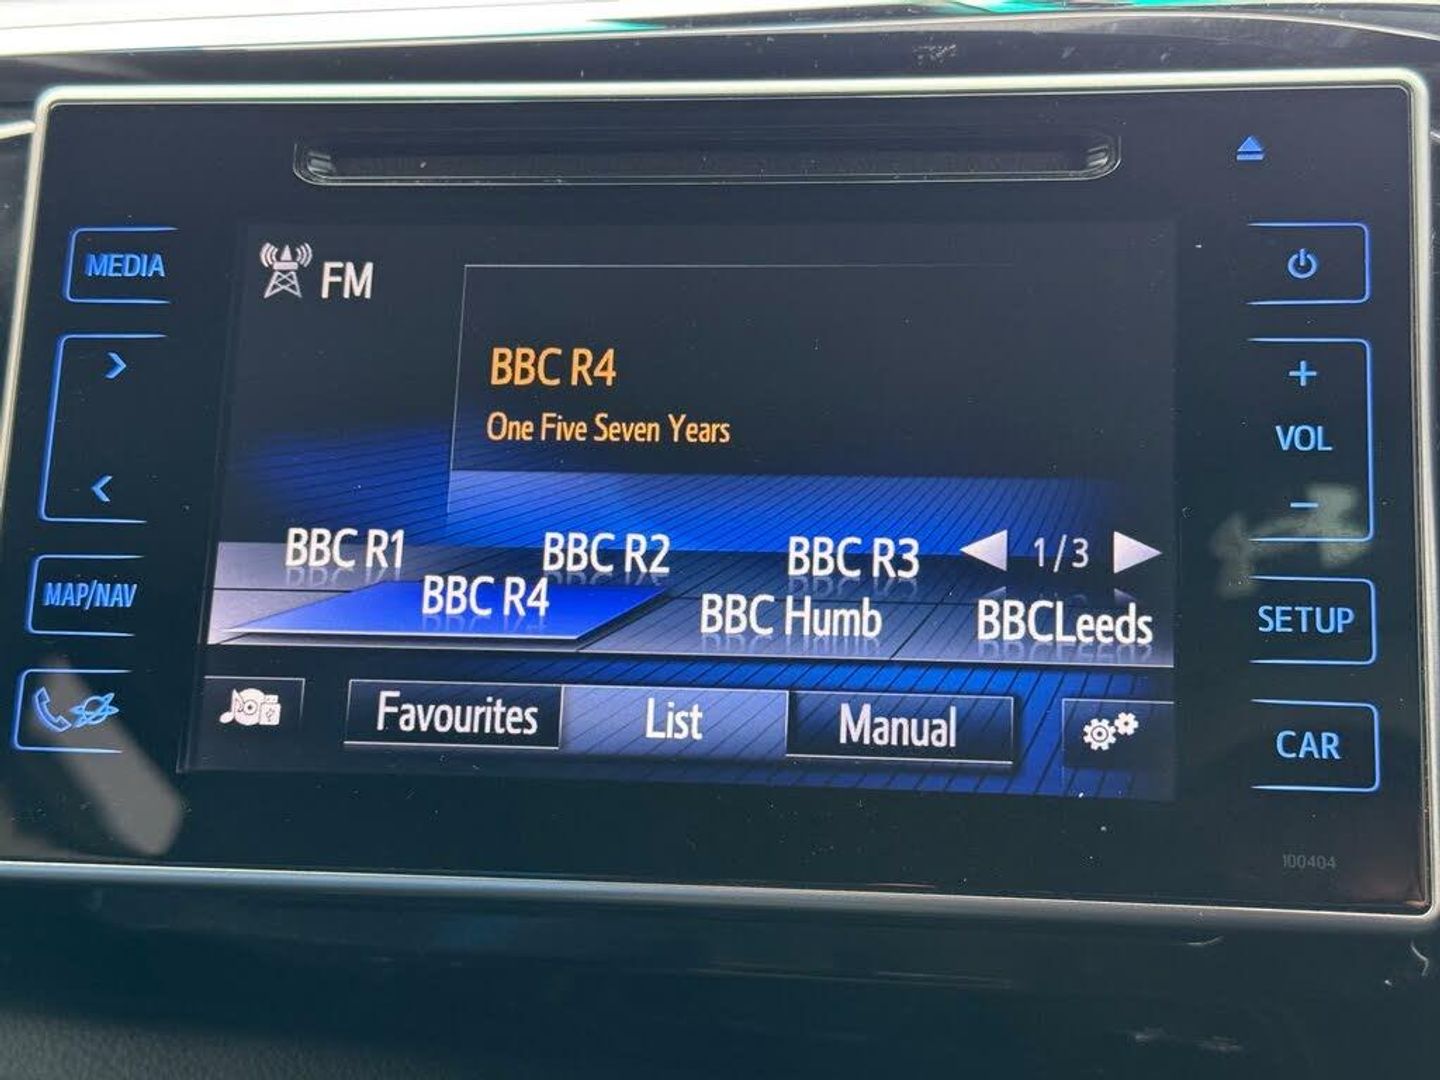 MEDIA
FM
BBC R4
One Five Seven Years
VOL
BBC R1 BBC R2 BBC R3 1/3
BBC R4 BBC Humb BBCLeeds
MAP/NAV
SETUP
Favourites List Manual
CAR
100404